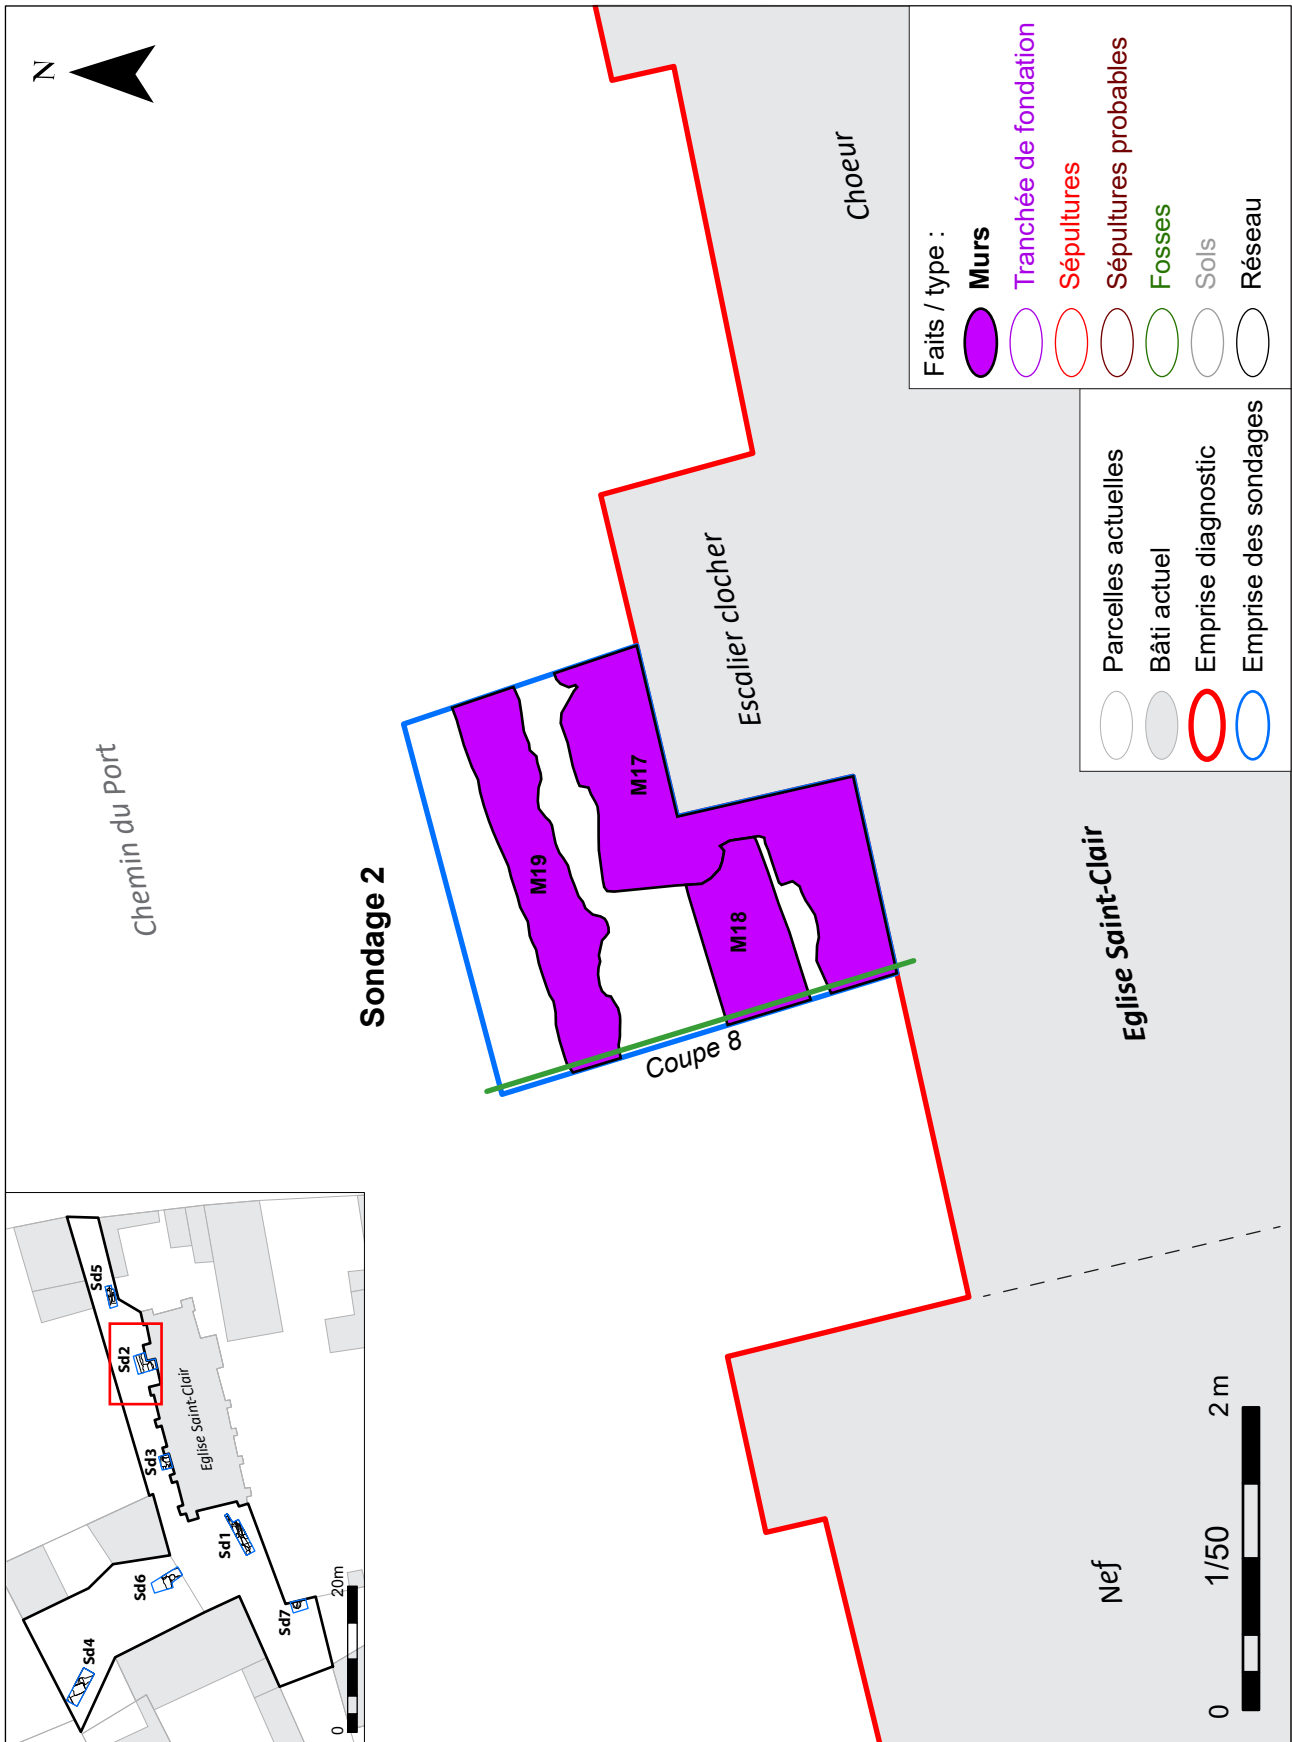 Sd4
Sd6
Sd7
Sd1
Sd3
Sd2
Sd5
Eglise Saint-Clair
0
20m
N
Chemin du Port
Sondage 2
M19
M17
M18
Coupe 8
Escalier clocher
Choeur
Eglise Saint-Clair
Nef
0
1/50
2 m
Parcelles actuelles
Bâti actuel
Emprise diagnostic
Emprise des sondages
Faits / type :
Murs
Tranchée de fondation
Sépultures
Sépultures probables
Fosses
Sols
Réseau